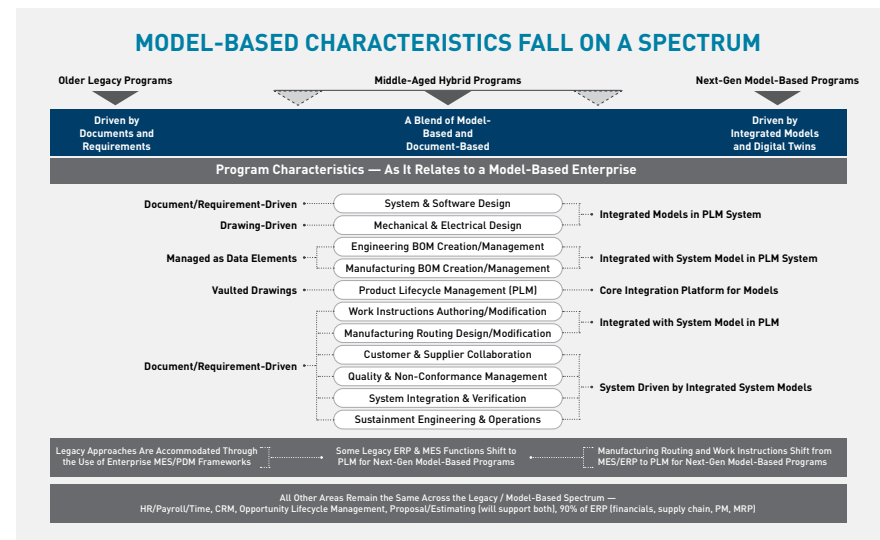 MODEL-BASED CHARACTERISTICS FALL ON A SPECTRUM
Older Legacy Programs
Middle-Aged Hybrid Programs
Next-Gen Model-Based Programs
Driven by
Documents and
Requirements
A Blend of Model-
Based and
Document-Based
Driven by
Integrated Models
and Digital Twins
Program Characteristics — As It Relates to a Model-Based Enterprise
Document/Requirement-Driven
System & Software Design
Integrated Models in PLM System
Drawing-Driven
Mechanical & Electrical Design
Managed as Data Elements
Engineering BOM Creation/Management
Integrated with System Model in PLM System
Manufacturing BOM Creation/Management
Vaulted Drawings
Product Lifecycle Management (PLM)
Core Integration Platform for Models
Work Instructions Authoring/Modification
Integrated with System Model in PLM
Manufacturing Routing Design/Modification
Document/Requirement-Driven
Customer & Supplier Collaboration
Quality & Non-Conformance Management
System Driven by Integrated System Models
System Integration & Verification
Sustainment Engineering & Operations
Legacy Approaches Are Accommodated Through
the Use of Enterprise MES/PDM Frameworks
Some Legacy ERP & MES Functions Shift to
PLM for Next-Gen Model-Based Programs
Manufacturing Routing and Work Instructions Shift from
MES/ERP to PLM for Next-Gen Model-Based Programs
All Other Areas Remain the Same Across the Legacy / Model-Based Spectrum —
HR/Payroll/Time, CRM, Opportunity Lifecycle Management, Proposal/Estimating (will support both), 90% of ERP (financials, supply chain, PM, MRP)